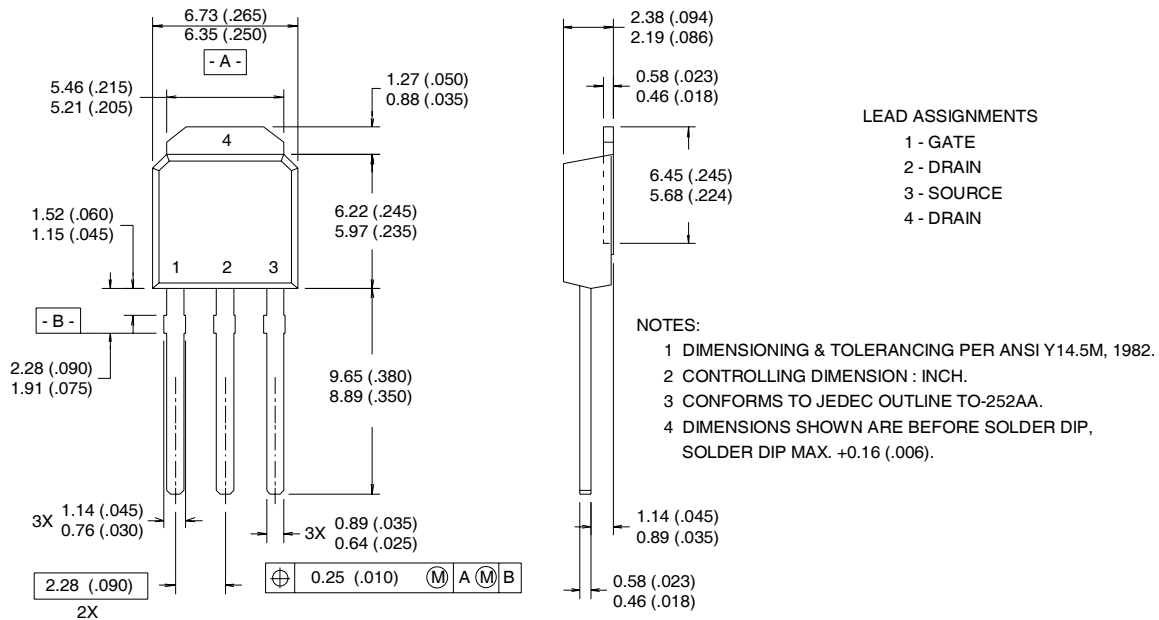 6.73 (.265)
6.35 (.250)
- A -
5.46 (.215)
5.21 (.205)
1.27 (.050)
0.88 (.035)
4
1.52 (.060)
1.15 (.045)
6.22 (.245)
5.97 (.235)
1 2 3
- B -
2.28 (.090)
1.91 (.075)
9.65 (.380)
8.89 (.350)
3X 1.14 (.045)
0.76 (.030)
3X 0.89 (.035)
0.64 (.025)
2.28 (.090)
2X
⌖ 0.25 (.010) Ⓜ A Ⓜ B
2.38 (.094)
2.19 (.086)
0.58 (.023)
0.46 (.018)
6.45 (.245)
5.68 (.224)
1.14 (.045)
0.89 (.035)
0.58 (.023)
0.46 (.018)
LEAD ASSIGNMENTS
1 - GATE
2 - DRAIN
3 - SOURCE
4 - DRAIN
NOTES:
1 DIMENSIONING & TOLERANCING PER ANSI Y14.5M, 1982.
2 CONTROLLING DIMENSION : INCH.
3 CONFORMS TO JEDEC OUTLINE TO-252AA.
4 DIMENSIONS SHOWN ARE BEFORE SOLDER DIP,
SOLDER DIP MAX. +0.16 (.006).